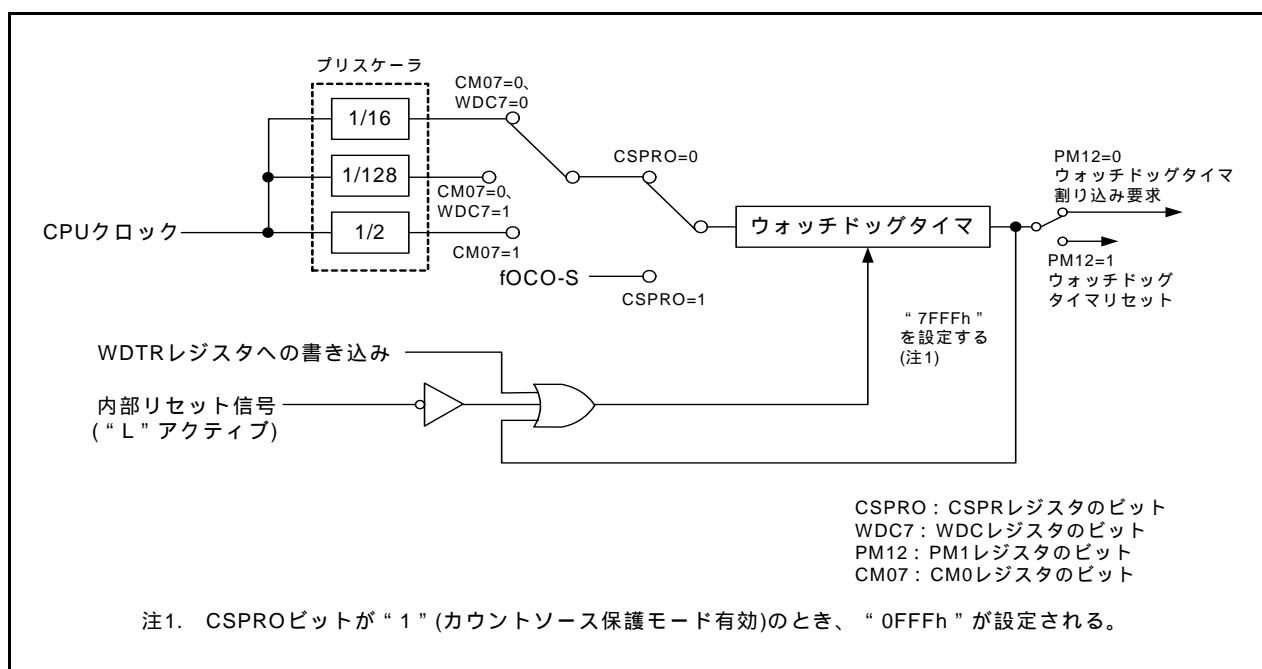 プリスケーラ
CM07=0、
WDC7=0
1/16
CSPRO=0
PM12=0
ウォッチドッグタイマ
割り込み要求
1/128
CM07=0、
WDC7=1
CPUクロック
1/2
CM07=1
ウォッチドッグタイマ
fOCO-S
CSPRO=1
PM12=1
ウォッチドッグ
タイマリセット
“ 7FFFh ”
を設定する
(注1)
WDTRレジスタへの書き込み
内部リセット信号
( “ L ” アクティブ)
CSPRO : CSPRレジスタのビット
WDC7 : WDCレジスタのビット
PM12 : PM1レジスタのビット
CM07 : CM0レジスタのビット
注1. CSPROビットが “ 1 ” (カウントソース保護モード有効)のとき、 “ 0FFFh ” が設定される。